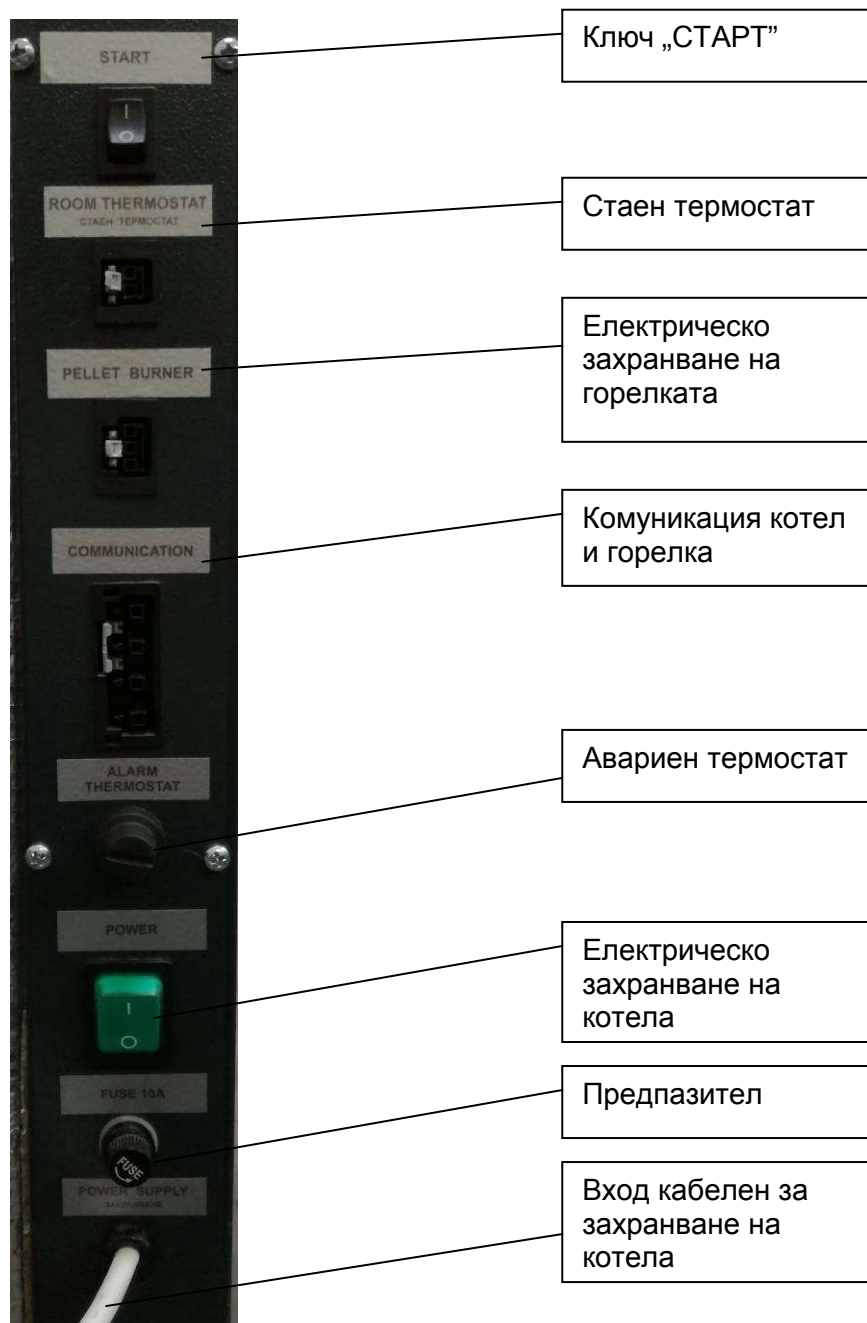 START
I
O
ROOM THERMOSTAT
СТАЕН ТЕРМОСТАТ
PELLET BURNER
COMMUNICATION
ALARM
THERMOSTAT
POWER
I
O
FUSE 10A
FUSE
POWER SUPPLY
ЗАХРАНВАНЕ
Ключ „СТАРТ”
Стаен термостат
Електрическо
захранване на
горелката
Комуникация котел
и горелка
Авариен термостат
Електрическо
захранване на
котела
Предпазител
Вход кабелен за
захранване на
котела